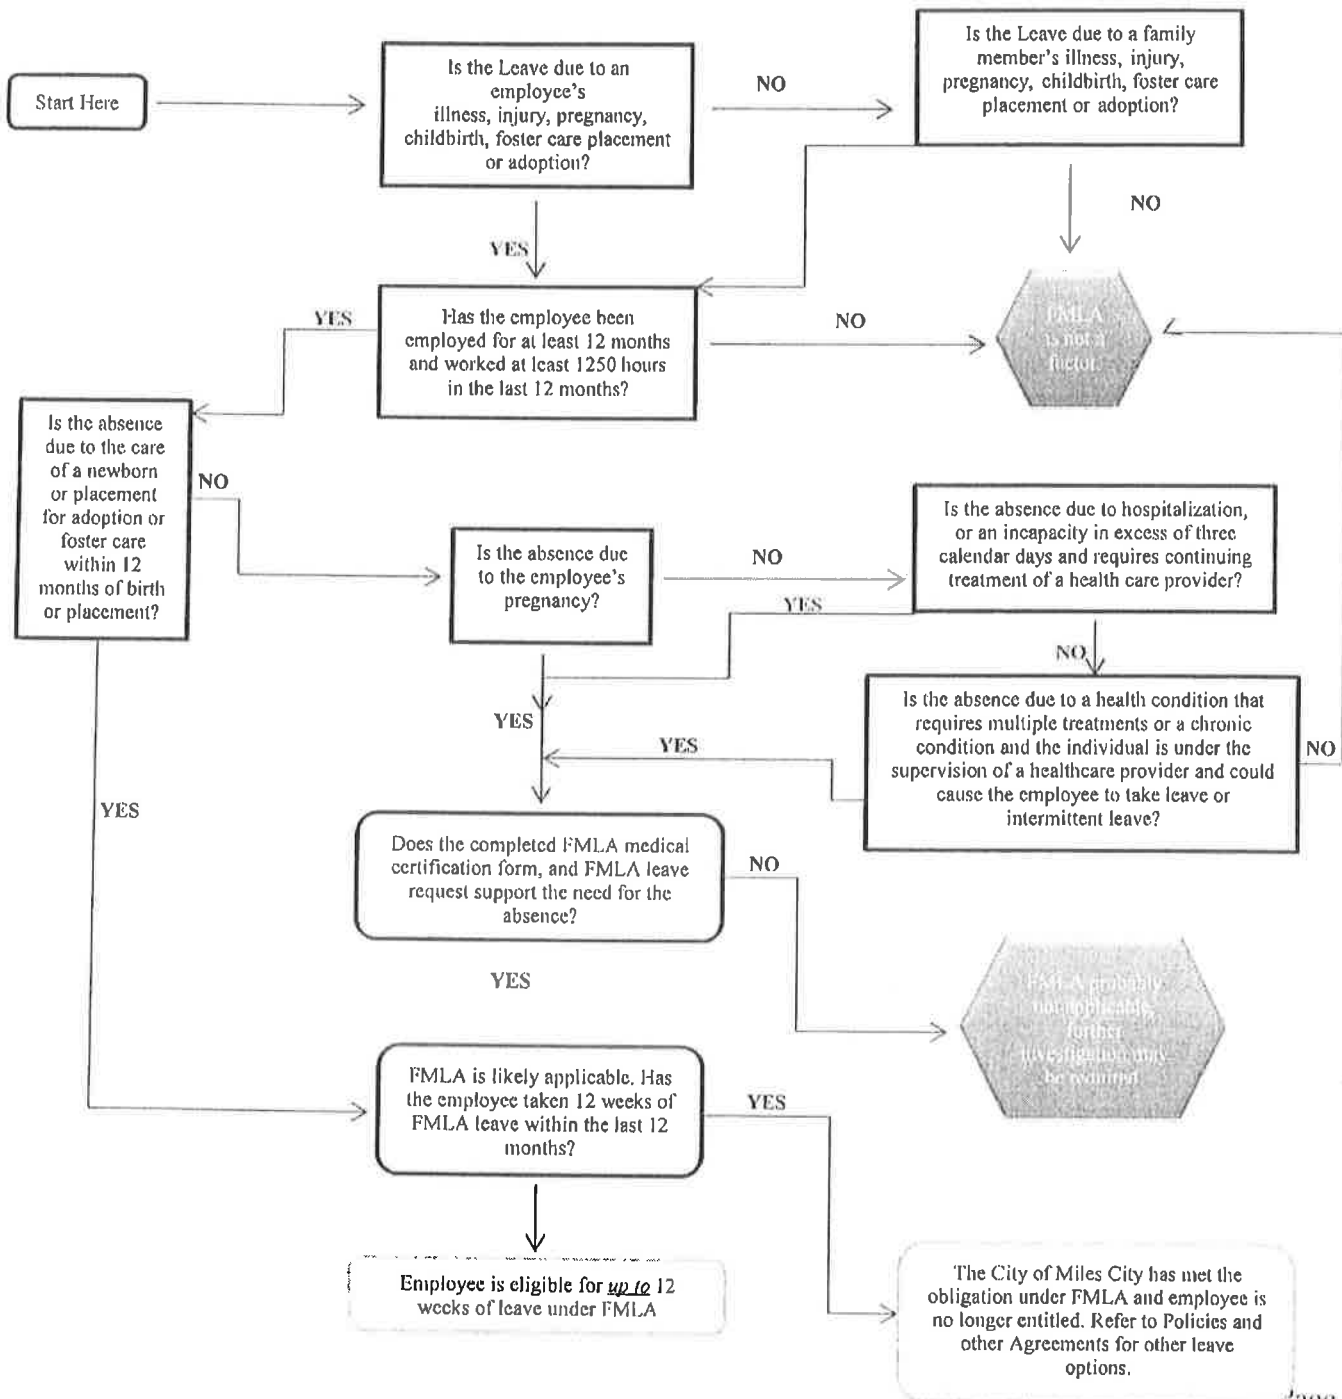 Start Here
Is the Leave due to an
employee's
illness, injury, pregnancy,
childbirth, foster care placement
or adoption?
NO
Is the Leave due to a family
member's illness, injury,
pregnancy, childbirth, foster care
placement or adoption?
NO
YES
Has the employee been
employed for at least 12 months
and worked at least 1250 hours
in the last 12 months?
YES
NO
FMLA
is not a
factor.
Is the absence
due to the care
of a newborn
or placement
for adoption or
foster care
within 12
months of birth
or placement?
NO
Is the absence due
to the employee's
pregnancy?
NO
Is the absence due to hospitalization,
or an incapacity in excess of three
calendar days and requires continuing
treatment of a health care provider?
YES
NO
YES
Is the absence due to a health condition that
requires multiple treatments or a chronic
condition and the individual is under the
supervision of a healthcare provider and could
cause the employee to take leave or
intermittent leave?
YES
NO
YES
Does the completed FMLA medical
certification form, and FMLA leave
request support the need for the
absence?
NO
YES
FMLA probably
not applicable,
further
investigation may
be required
FMLA is likely applicable. Has
the employee taken 12 weeks of
FMLA leave within the last 12
months?
YES
Employee is eligible for up to 12
weeks of leave under FMLA
The City of Miles City has met the
obligation under FMLA and employee is
no longer entitled. Refer to Policies and
other Agreements for other leave
options.